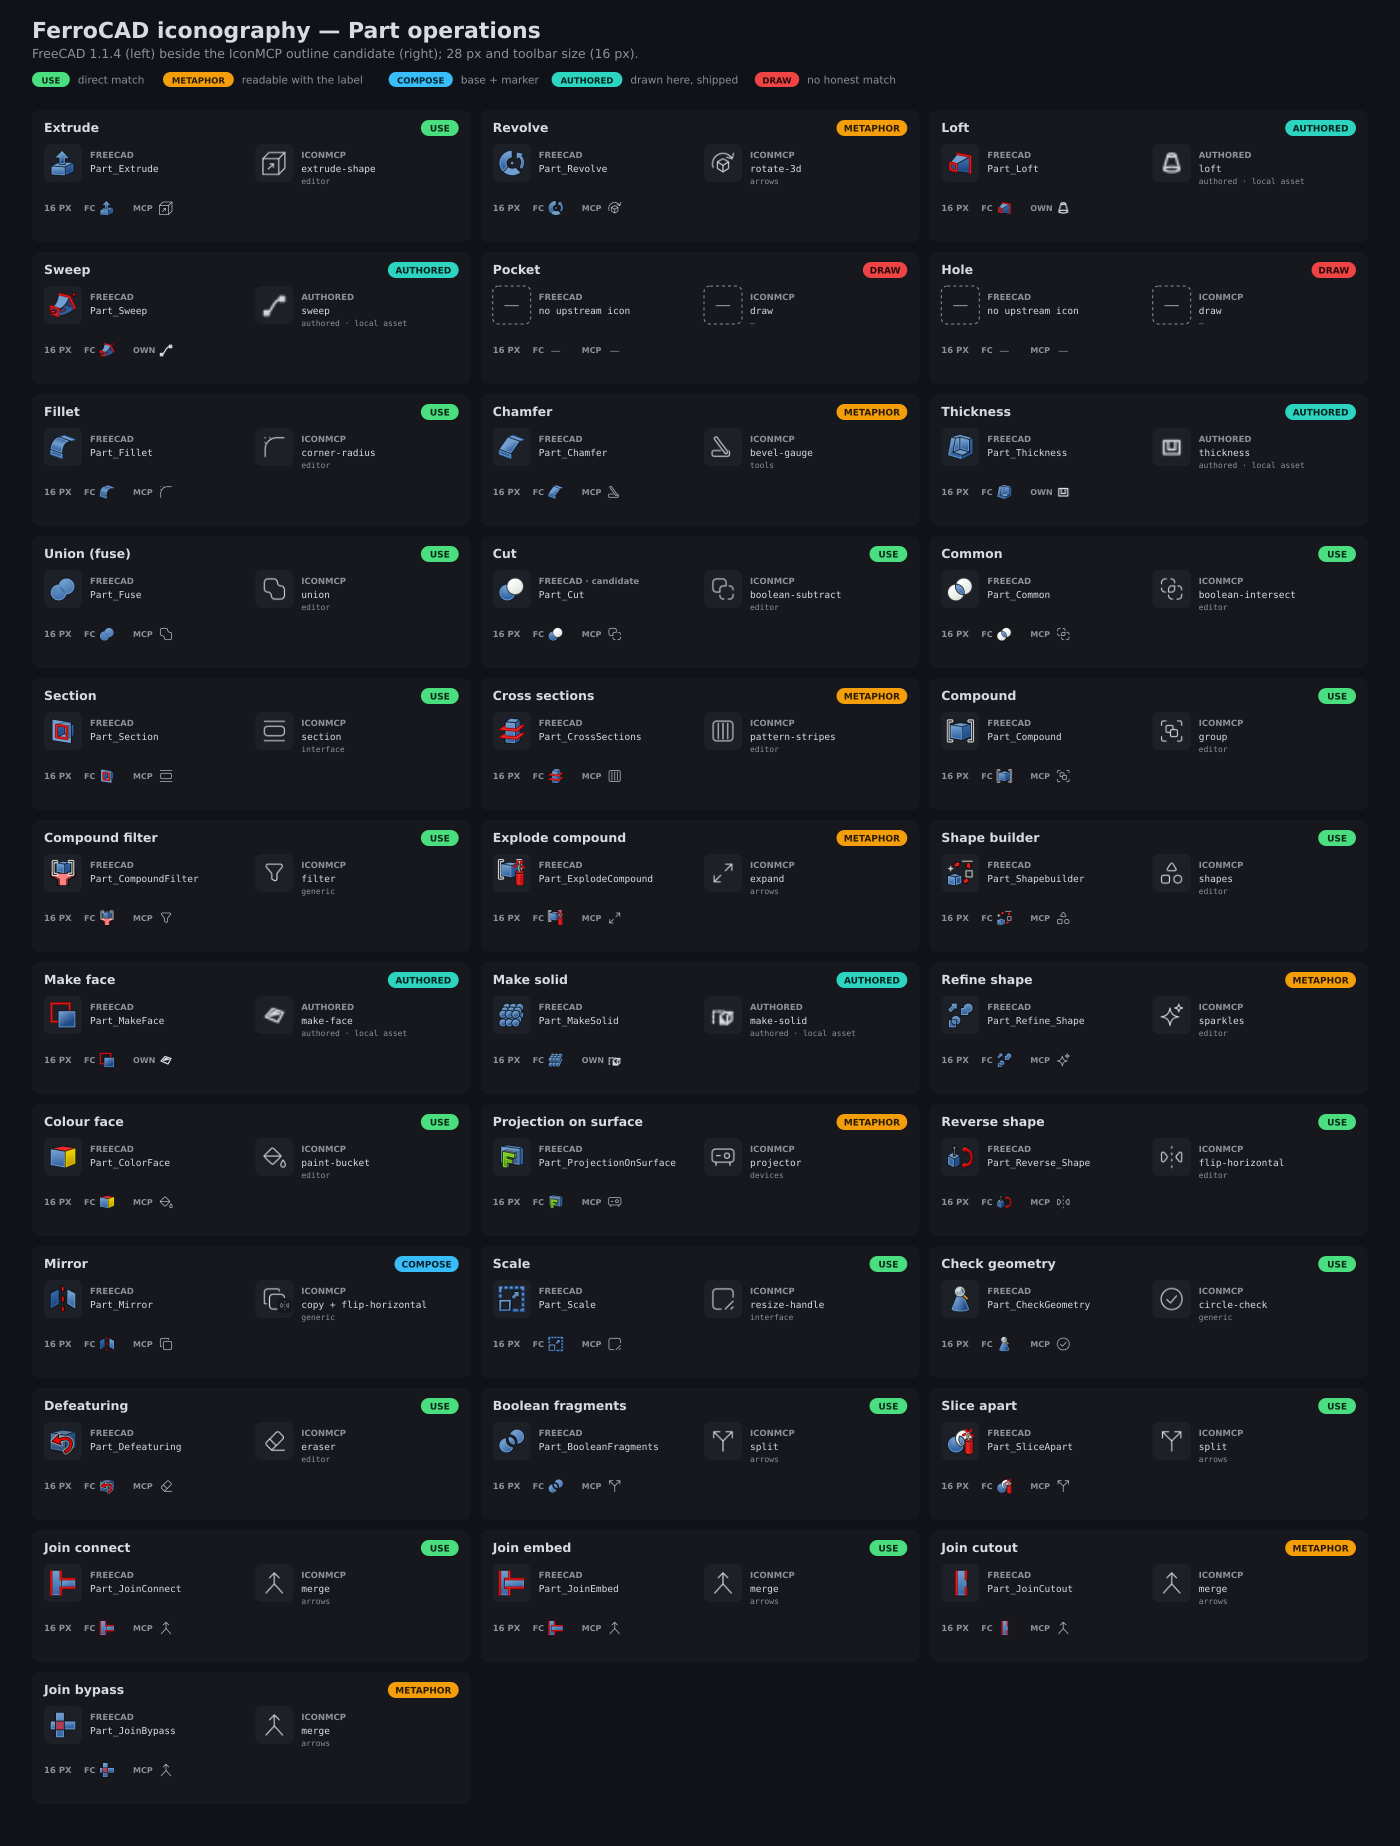 FerroCAD iconography — Part operations
FreeCAD 1.1.4 (left) beside the IconMCP outline candidate (right); 28 px and toolbar size (16 px).
USE direct match METAPHOR readable with the label COMPOSE base + marker AUTHORED drawn here, shipped DRAW no honest match
Extrude USE
FREECAD ICONMCP
Part_Extrude extrude-shape
editor
16 PX FC MCP
Revolve METAPHOR
FREECAD ICONMCP
Part_Revolve rotate-3d
arrows
16 PX FC MCP
Loft AUTHORED
FREECAD AUTHORED
Part_Loft loft
authored · local asset
16 PX FC OWN
Sweep AUTHORED
FREECAD AUTHORED
Part_Sweep sweep
authored · local asset
16 PX FC OWN
Pocket DRAW
— FREECAD — ICONMCP
no upstream icon draw
—
16 PX FC — MCP —
Hole DRAW
— FREECAD — ICONMCP
no upstream icon draw
—
16 PX FC — MCP —
Fillet USE
FREECAD ICONMCP
Part_Fillet corner-radius
editor
16 PX FC MCP
Chamfer METAPHOR
FREECAD ICONMCP
Part_Chamfer bevel-gauge
tools
16 PX FC MCP
Thickness AUTHORED
FREECAD AUTHORED
Part_Thickness thickness
authored · local asset
16 PX FC OWN
Union (fuse) USE
FREECAD ICONMCP
Part_Fuse union
editor
16 PX FC MCP
Cut USE
FREECAD · candidate ICONMCP
Part_Cut boolean-subtract
editor
16 PX FC MCP
Common USE
FREECAD ICONMCP
Part_Common boolean-intersect
editor
16 PX FC MCP
Section USE
FREECAD ICONMCP
Part_Section section
interface
16 PX FC MCP
Cross sections METAPHOR
FREECAD ICONMCP
Part_CrossSections pattern-stripes
editor
16 PX FC MCP
Compound USE
FREECAD ICONMCP
Part_Compound group
editor
16 PX FC MCP
Compound filter USE
FREECAD ICONMCP
Part_CompoundFilter filter
generic
16 PX FC MCP
Explode compound METAPHOR
FREECAD ICONMCP
Part_ExplodeCompound expand
arrows
16 PX FC MCP
Shape builder USE
FREECAD ICONMCP
Part_Shapebuilder shapes
editor
16 PX FC MCP
Make face AUTHORED
FREECAD AUTHORED
Part_MakeFace make-face
authored · local asset
16 PX FC OWN
Make solid AUTHORED
FREECAD AUTHORED
Part_MakeSolid make-solid
authored · local asset
16 PX FC OWN
Refine shape METAPHOR
FREECAD ICONMCP
Part_Refine_Shape sparkles
editor
16 PX FC MCP
Colour face USE
FREECAD ICONMCP
Part_ColorFace paint-bucket
editor
16 PX FC MCP
Projection on surface METAPHOR
FREECAD ICONMCP
Part_ProjectionOnSurface projector
devices
16 PX FC MCP
Reverse shape USE
FREECAD ICONMCP
Part_Reverse_Shape flip-horizontal
editor
16 PX FC MCP
Mirror COMPOSE
FREECAD ICONMCP
Part_Mirror copy + flip-horizontal
generic
16 PX FC MCP
Scale USE
FREECAD ICONMCP
Part_Scale resize-handle
interface
16 PX FC MCP
Check geometry USE
FREECAD ICONMCP
Part_CheckGeometry circle-check
generic
16 PX FC MCP
Defeaturing USE
FREECAD ICONMCP
Part_Defeaturing eraser
editor
16 PX FC MCP
Boolean fragments USE
FREECAD ICONMCP
Part_BooleanFragments split
arrows
16 PX FC MCP
Slice apart USE
FREECAD ICONMCP
Part_SliceApart split
arrows
16 PX FC MCP
Join connect USE
FREECAD ICONMCP
Part_JoinConnect merge
arrows
16 PX FC MCP
Join embed USE
FREECAD ICONMCP
Part_JoinEmbed merge
arrows
16 PX FC MCP
Join cutout METAPHOR
FREECAD ICONMCP
Part_JoinCutout merge
arrows
16 PX FC MCP
Join bypass METAPHOR
FREECAD ICONMCP
Part_JoinBypass merge
arrows
16 PX FC MCP